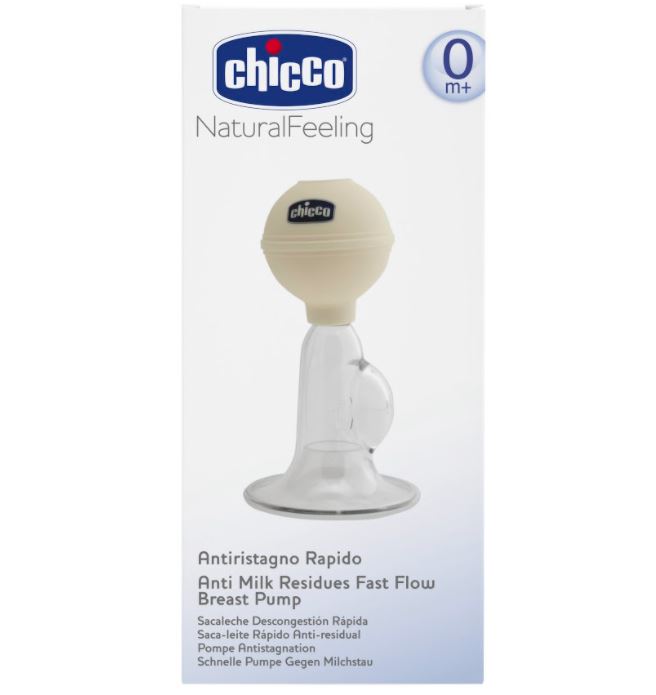 chicco
0
m+
NaturalFeeling
chicco
Antiristagno Rapido
Anti Milk Residues Fast Flow
Breast Pump
Sacaleche Descongestión Rápida
Saca-leite Rápido Anti-residual
Pompe Antistagnation
Schnelle Pumpe Gegen Milchstau